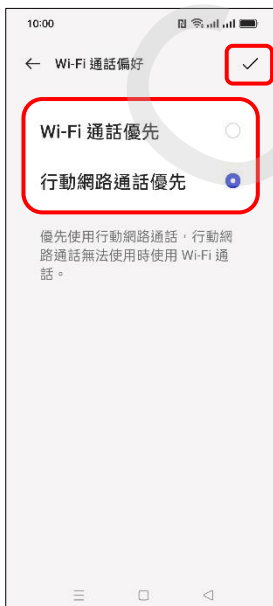 10:00
Wi-Fi 通話偏好
Wi-Fi 通話優先
行動網路通話優先
優先使用行動網路通話，行動網
路通話無法使用時使用 Wi-Fi 通
話。